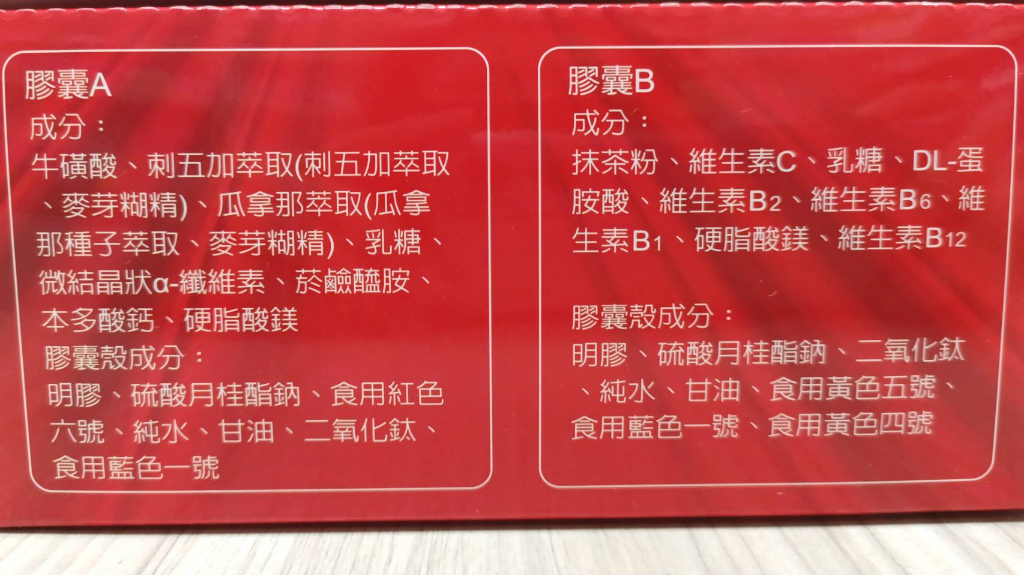 膠囊A
成分：
牛磺酸、刺五加萃取(刺五加萃取
、麥芽糊精)、瓜拿那萃取(瓜拿
那種子萃取、麥芽糊精)、乳糖、
微結晶狀α-纖維素、菸鹼醯胺、
本多酸鈣、硬脂酸鎂
膠囊殼成分：
明膠、硫酸月桂酯鈉、食用紅色
六號、純水、甘油、二氧化鈦、
食用藍色一號
膠囊B
成分：
抹茶粉、維生素C、乳糖、DL-蛋
胺酸、維生素B2、維生素B6、維
生素B1、硬脂酸鎂、維生素B12
膠囊殼成分：
明膠、硫酸月桂酯鈉、二氧化鈦
、純水、甘油、食用黃色五號、
食用藍色一號、食用黃色四號